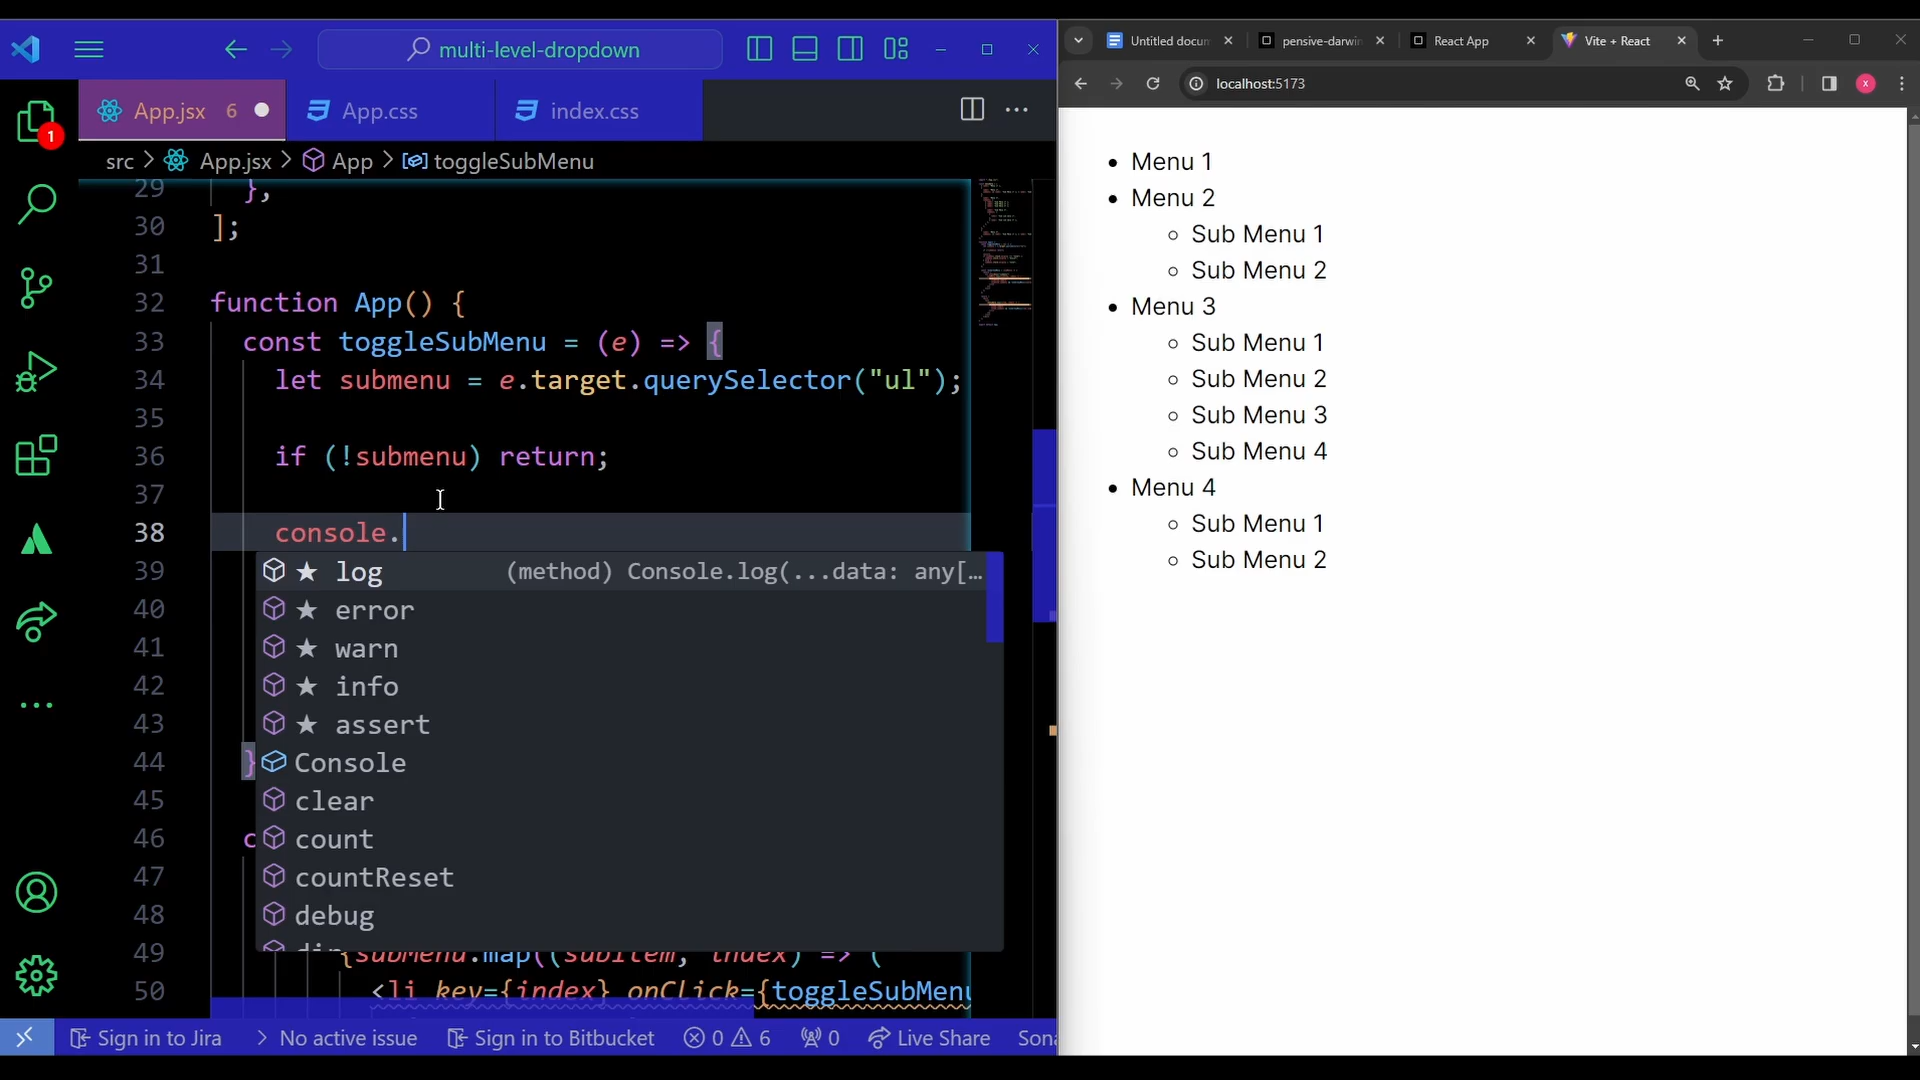 multi-level-dropdown
App.jsx 6
App.css
index.css
src > App.jsx > App > toggleSubMenu
29 },
30 ];
31
32 function App() {
33 const toggleSubMenu = (e) => {
34 let submenu = e.target.querySelector("ul");
35
36 if (!submenu) return;
37
38 console.
39 ★ log (method) Console.log(...data: any[…
40 ★ error
41 ★ warn
42 ★ info
43 ★ assert
44 } Console
45 clear
46 c count
47 countReset
48 debug
49 {submenu.map((subitem, index) => (
50 <li key={index} onClick={toggleSubMenu
1
Sign in to Jira
No active issue
Sign in to Bitbucket
0 6
0
Live Share
Untitled docum
pensive-darwin
React App
Vite + React
localhost:5173
x
Menu 1
Menu 2
Sub Menu 1
Sub Menu 2
Menu 3
Sub Menu 1
Sub Menu 2
Sub Menu 3
Sub Menu 4
Menu 4
Sub Menu 1
Sub Menu 2